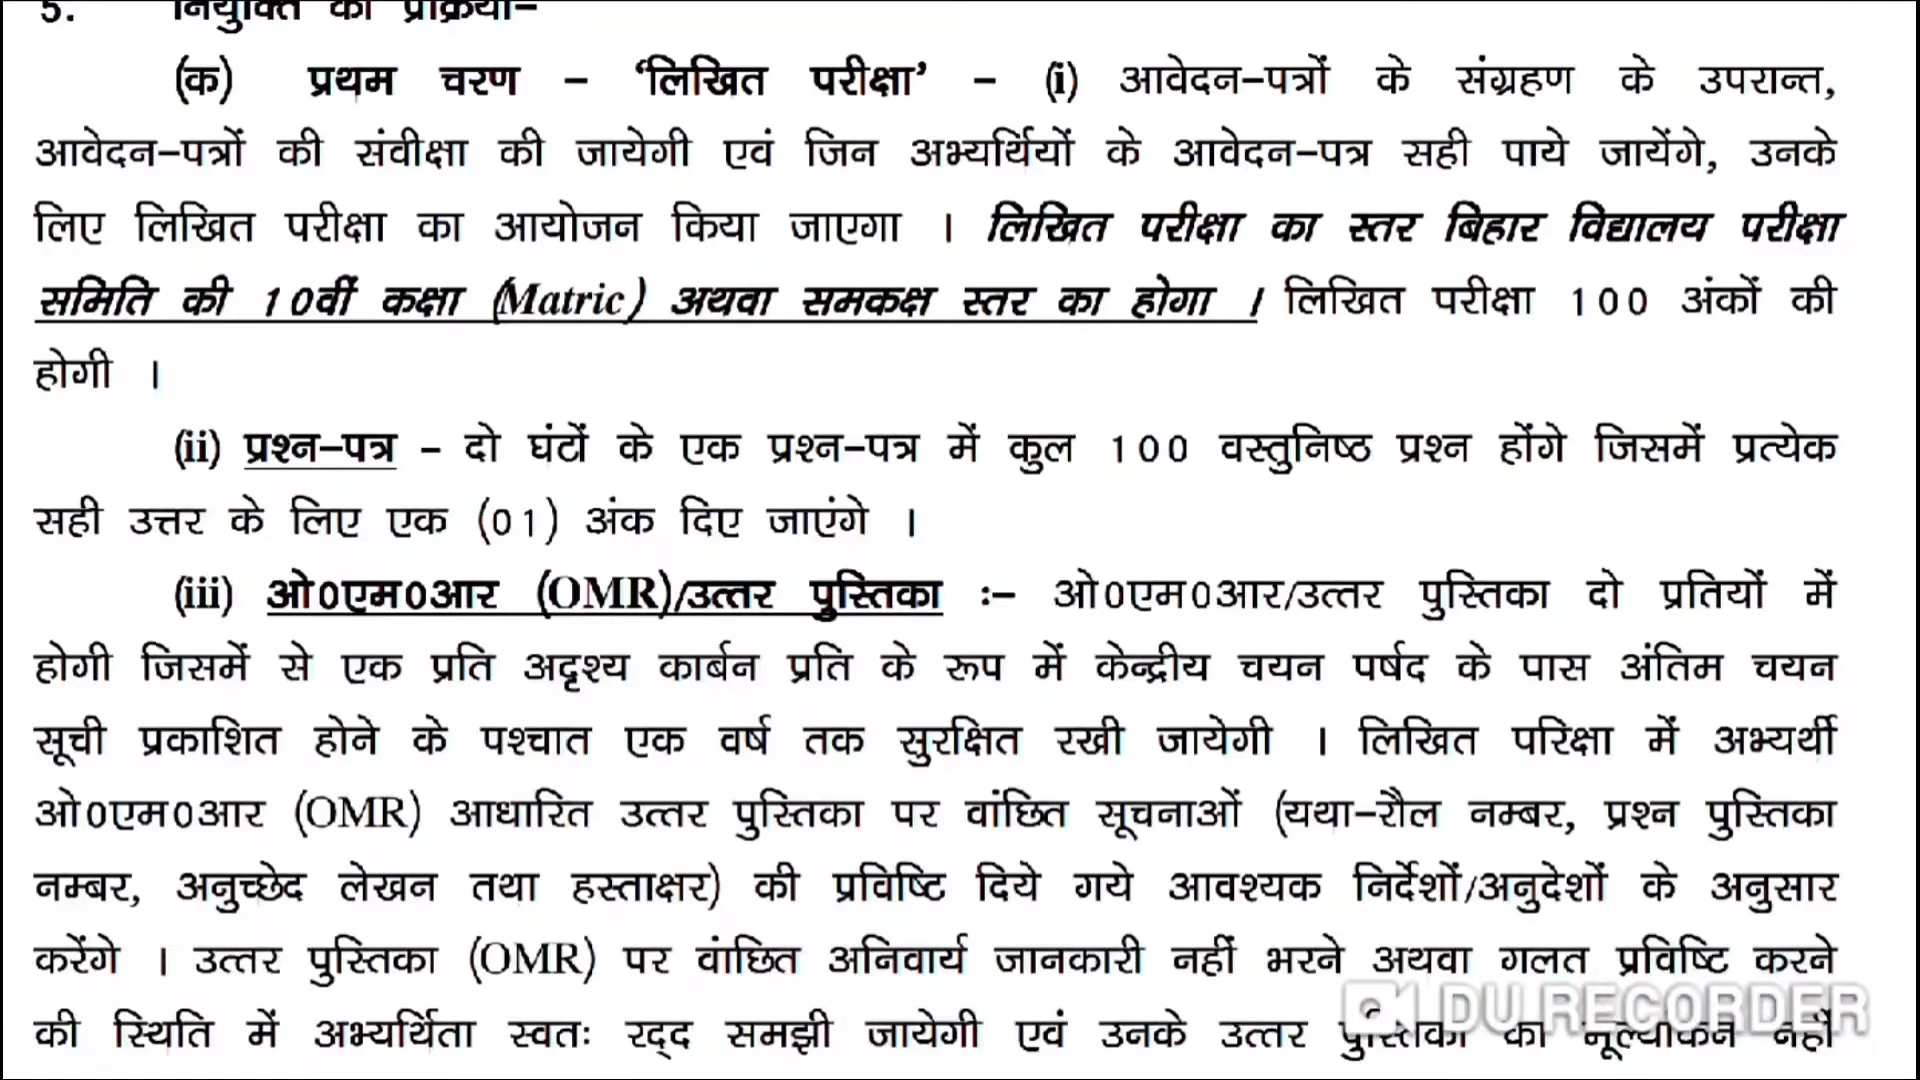 5. नियुक्ति की प्रक्रिया–
(क) प्रथम चरण – ‘लिखित परीक्षा’ – (i) आवेदन–पत्रों के संग्रहण के उपरान्त,
आवेदन–पत्रों की संवीक्षा की जायेगी एवं जिन अभ्यर्थियों के आवेदन–पत्र सही पाये जायेंगे, उनके
लिए लिखित परीक्षा का आयोजन किया जाएगा । लिखित परीक्षा का स्तर बिहार विद्यालय परीक्षा
समिति की 10वीं कक्षा (Matric) अथवा समकक्ष स्तर का होगा । लिखित परीक्षा 100 अंकों की
होगी ।
(ii) प्रश्न–पत्र – दो घंटों के एक प्रश्न–पत्र में कुल 100 वस्तुनिष्ठ प्रश्न होंगे जिसमें प्रत्येक
सही उत्तर के लिए एक (01) अंक दिए जाएंगे ।
(iii) ओ0एम0आर (OMR)/उत्तर पुस्तिका :– ओ0एम0आर/उत्तर पुस्तिका दो प्रतियों में
होगी जिसमें से एक प्रति अदृश्य कार्बन प्रति के रूप में केन्द्रीय चयन पर्षद के पास अंतिम चयन
सूची प्रकाशित होने के पश्चात एक वर्ष तक सुरक्षित रखी जायेगी । लिखित परिक्षा में अभ्यर्थी
ओ0एम0आर (OMR) आधारित उत्तर पुस्तिका पर वांछित सूचनाओं (यथा–रौल नम्बर, प्रश्न पुस्तिका
नम्बर, अनुच्छेद लेखन तथा हस्ताक्षर) की प्रविष्टि दिये गये आवश्यक निर्देशों/अनुदेशों के अनुसार
करेंगे । उत्तर पुस्तिका (OMR) पर वांछित अनिवार्य जानकारी नहीं भरने अथवा गलत प्रविष्टि करने
की स्थिति में अभ्यर्थिता स्वतः रद्द समझी जायेगी एवं उनके उत्तर पुस्तिका का मूल्यांकन नहीं
DU RECORDER